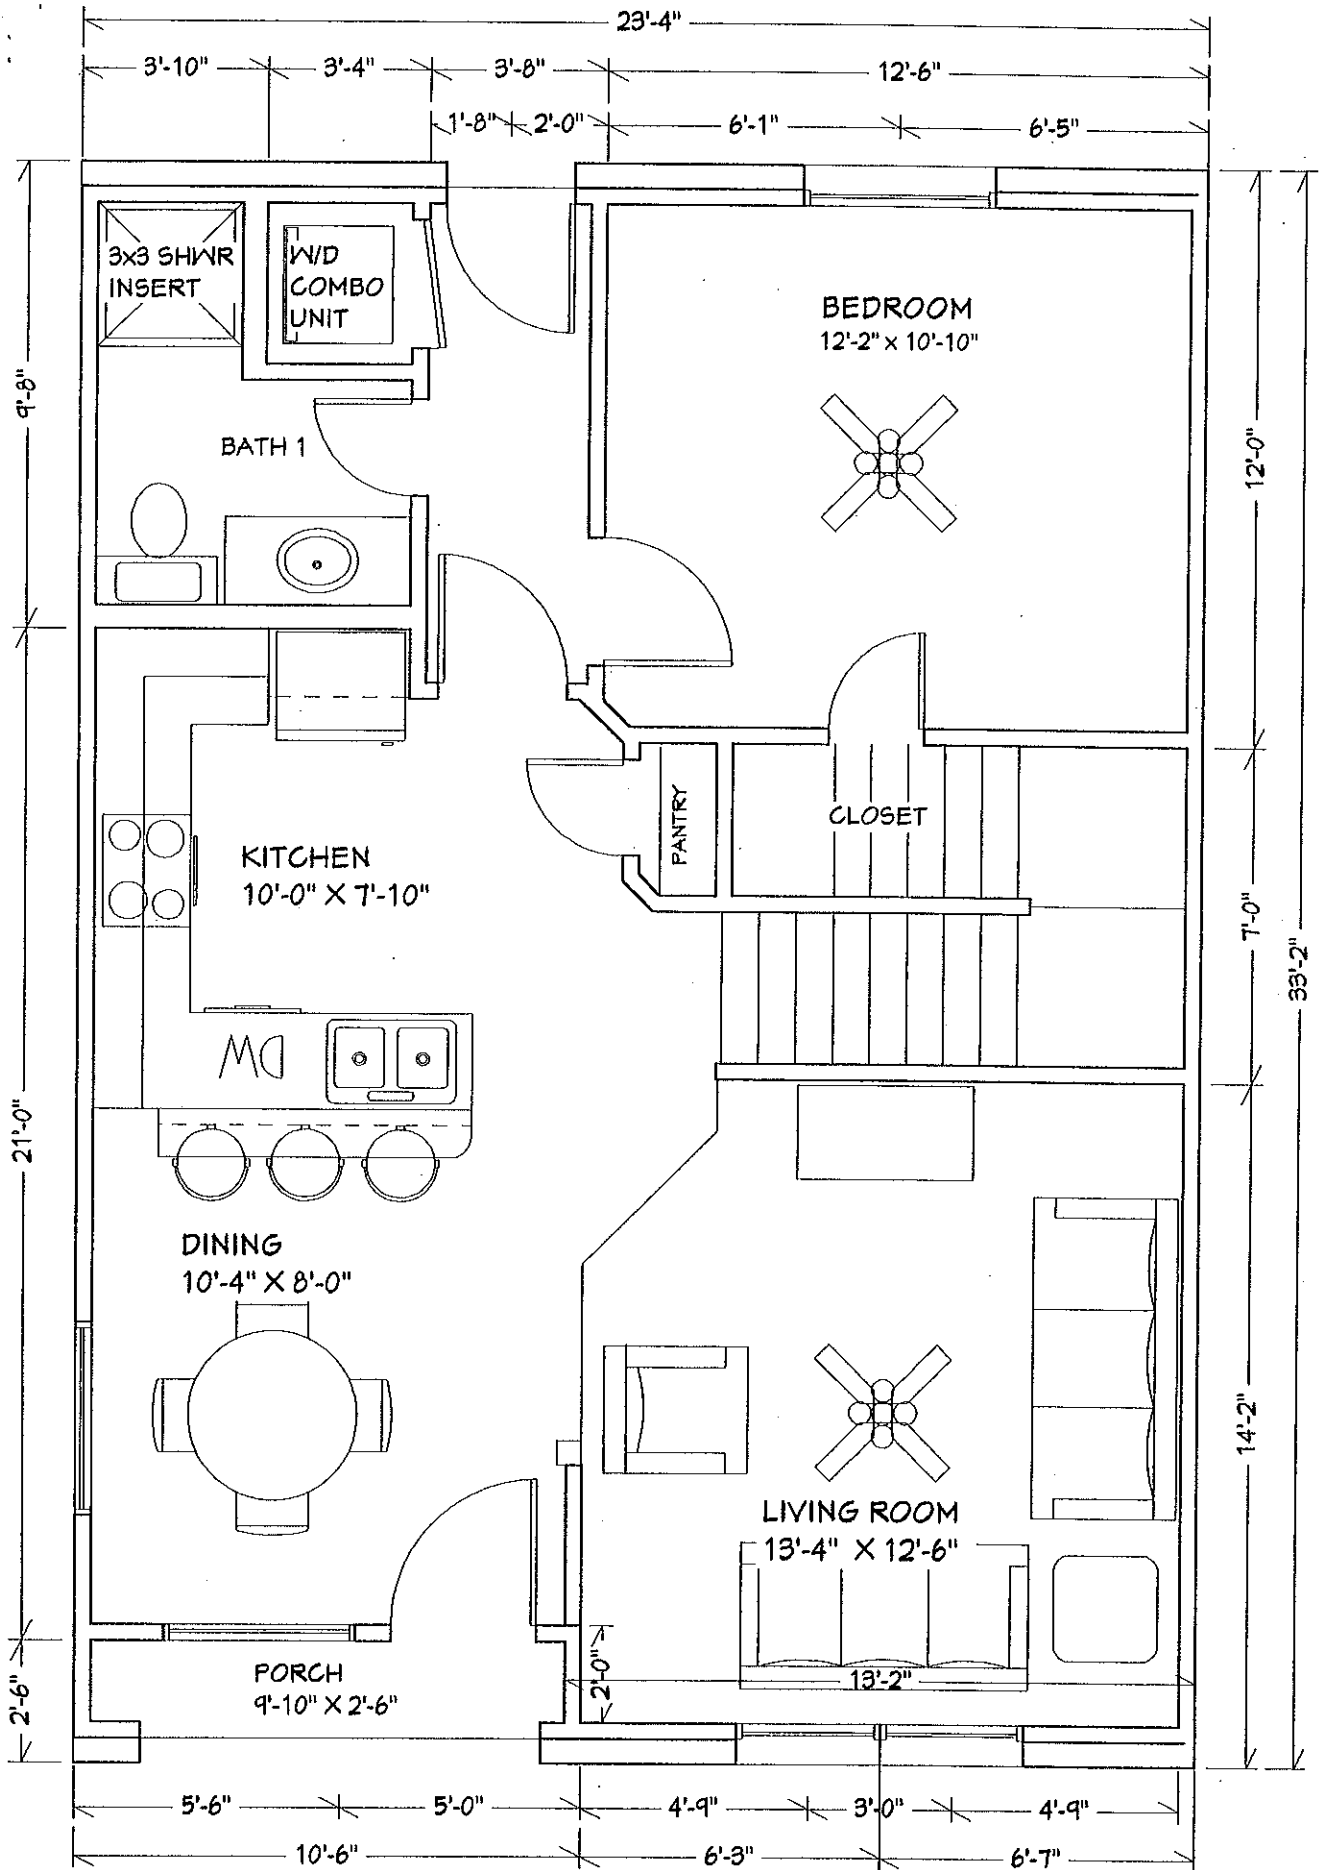 23'-4"
3'-10"
3'-4"
3'-8"
12'-6"
1'-8"
2'-0"
6'-1"
6'-5"
3x3 SHWR
INSERT
W/D
COMBO
UNIT
BEDROOM
12'-2" x 10'-10"
9'-8"
BATH 1
12'-0"
PANTRY
CLOSET
KITCHEN
10'-0" X 7'-10"
7'-0"
33'-2"
DW
21'-0"
DINING
10'-4" X 8'-0"
14'-2"
LIVING ROOM
13'-4" X 12'-6"
PORCH
9'-10" X 2'-6"
2'-6"
2'-0"
13'-2"
5'-6"
5'-0"
4'-9"
3'-0"
4'-9"
10'-6"
6'-3"
6'-7"